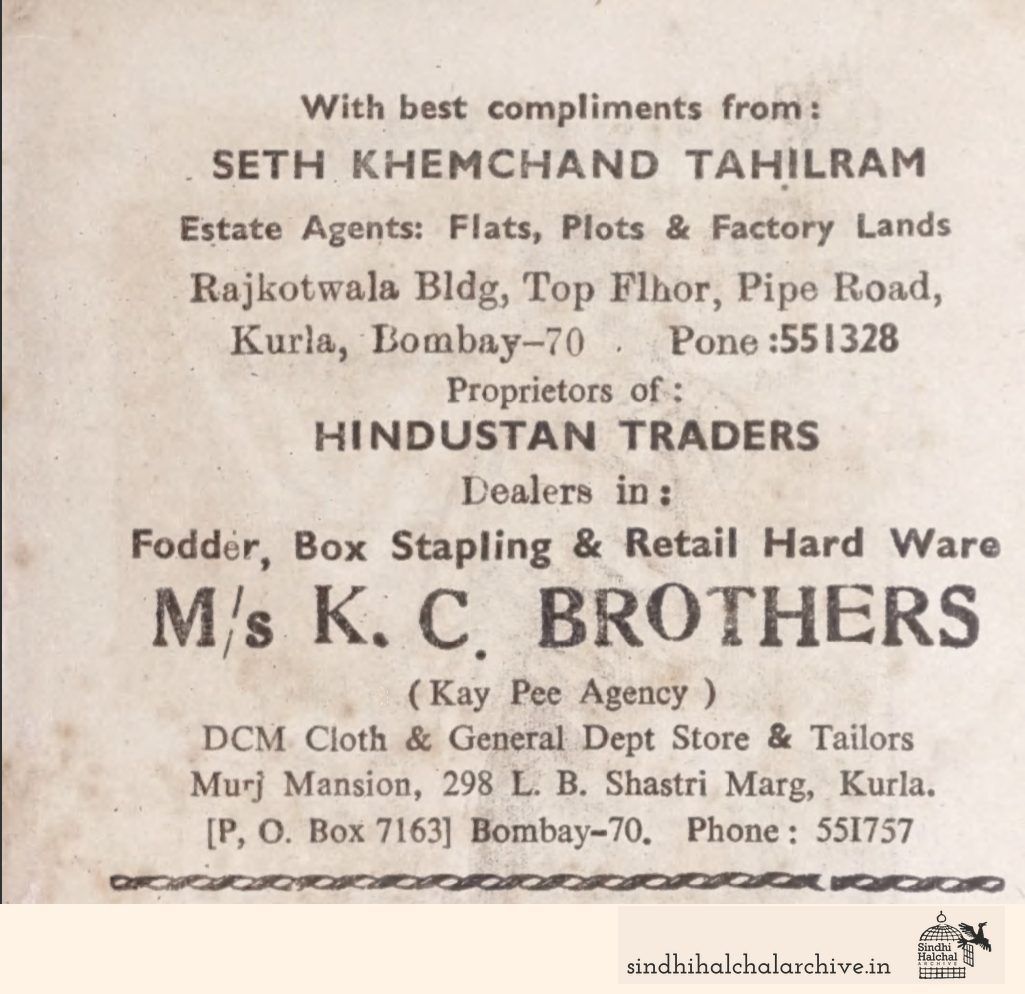 With best compliments from :
SETH KHEMCHAND TAHILRAM
Estate Agents: Flats, Plots & Factory Lands
Rajkotwala Bldg, Top Flhor, Pipe Road,
Kurla, Bombay–70 . Pone :551328
Proprietors of :
HINDUSTAN TRADERS
Dealers in :
Fodder, Box Stapling & Retail Hard Ware
M/s K. C. BROTHERS
( Kay Pee Agency )
DCM Cloth & General Dept Store & Tailors
Murj Mansion, 298 L. B. Shastri Marg, Kurla.
[P, O. Box 7163] Bombay–70. Phone : 551757
sindhihalchalarchive.in
Sindhi
Halchal
ARCHIVE